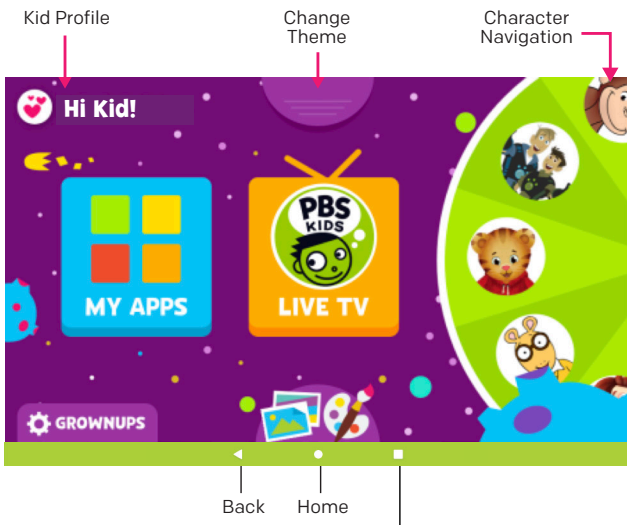 Kid Profile
Change
Theme
Character
Navigation
Hi Kid!
PBS
KIDS
MY APPS
LIVE TV
GROWNUPS
Back
Home